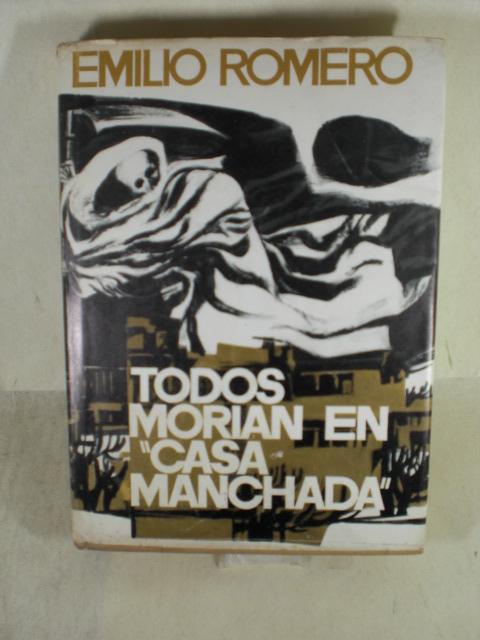 EMILIO ROMERO
TODOS
MORIAN EN
"CASA
MANCHADA"